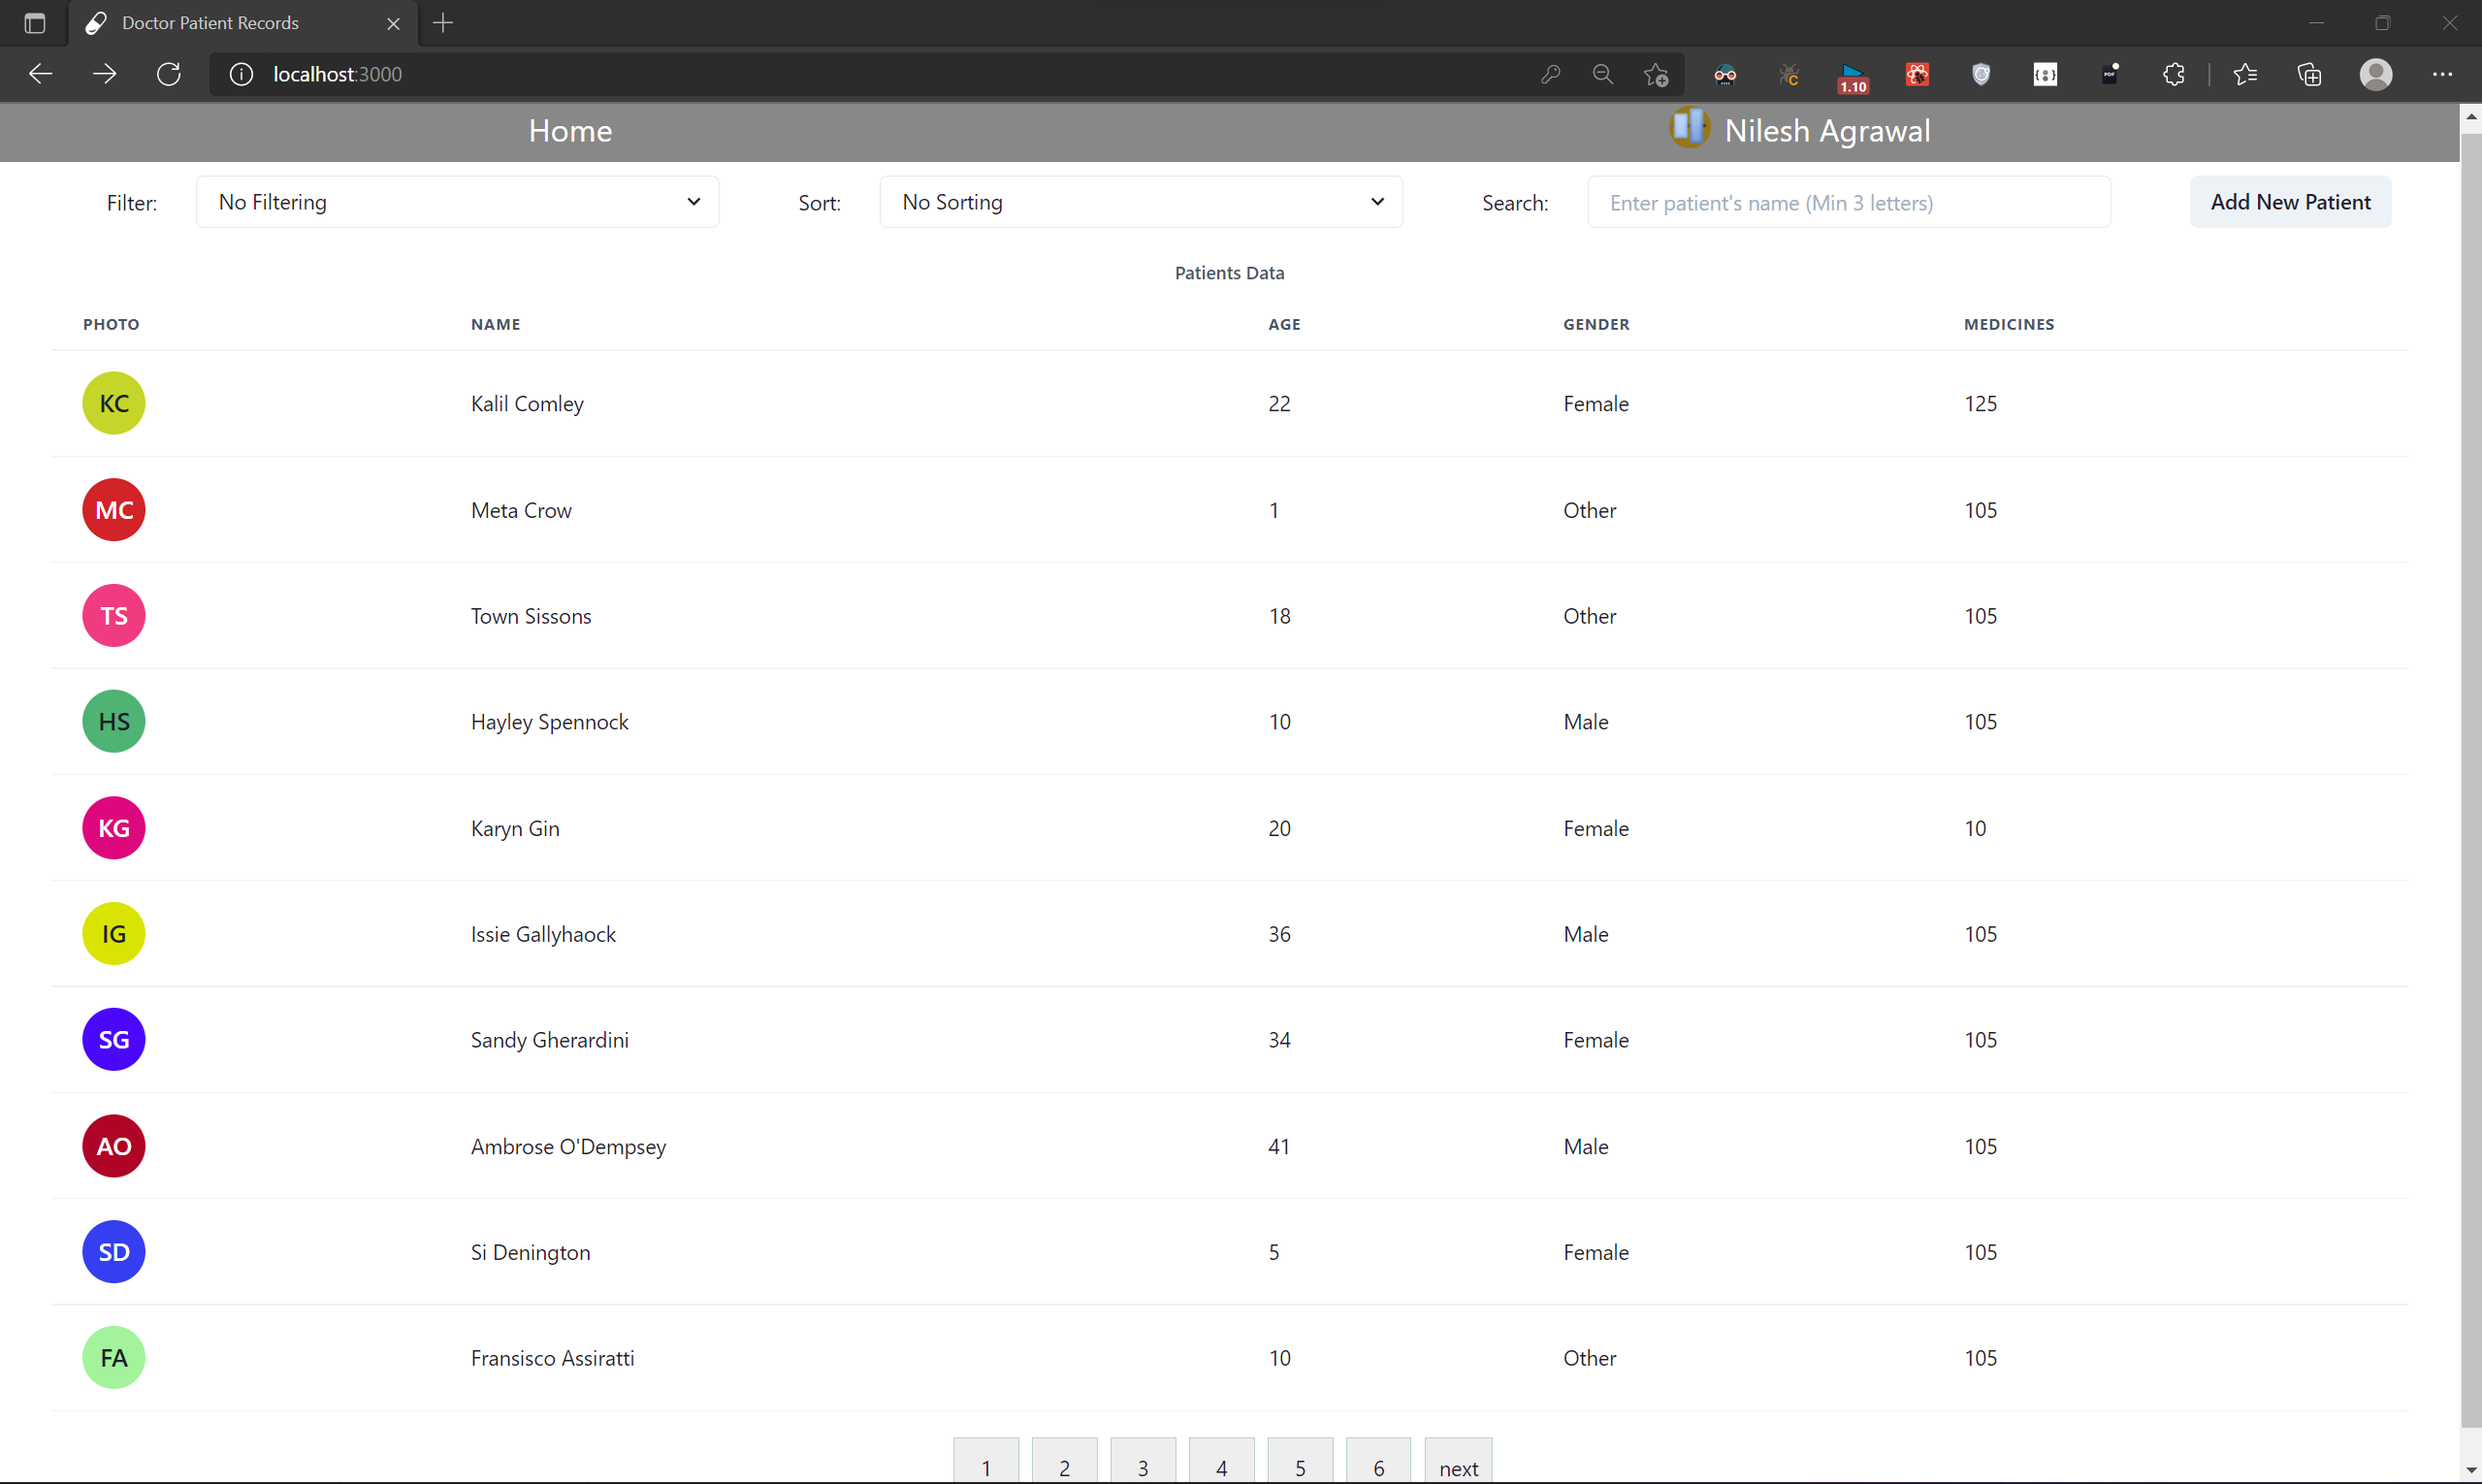 Doctor Patient Records
localhost:3000
1.10
PDF
Home
Nilesh Agrawal
Filter: No Filtering Sort: No Sorting Search: Enter patient's name (Min 3 letters) Add New Patient
Patients Data
PHOTO NAME AGE GENDER MEDICINES
KC Kalil Comley 22 Female 125
MC Meta Crow 1 Other 105
TS Town Sissons 18 Other 105
HS Hayley Spennock 10 Male 105
KG Karyn Gin 20 Female 10
IG Issie Gallyhaock 36 Male 105
SG Sandy Gherardini 34 Female 105
AO Ambrose O'Dempsey 41 Male 105
SD Si Denington 5 Female 105
FA Fransisco Assiratti 10 Other 105
1 2 3 4 5 6 next